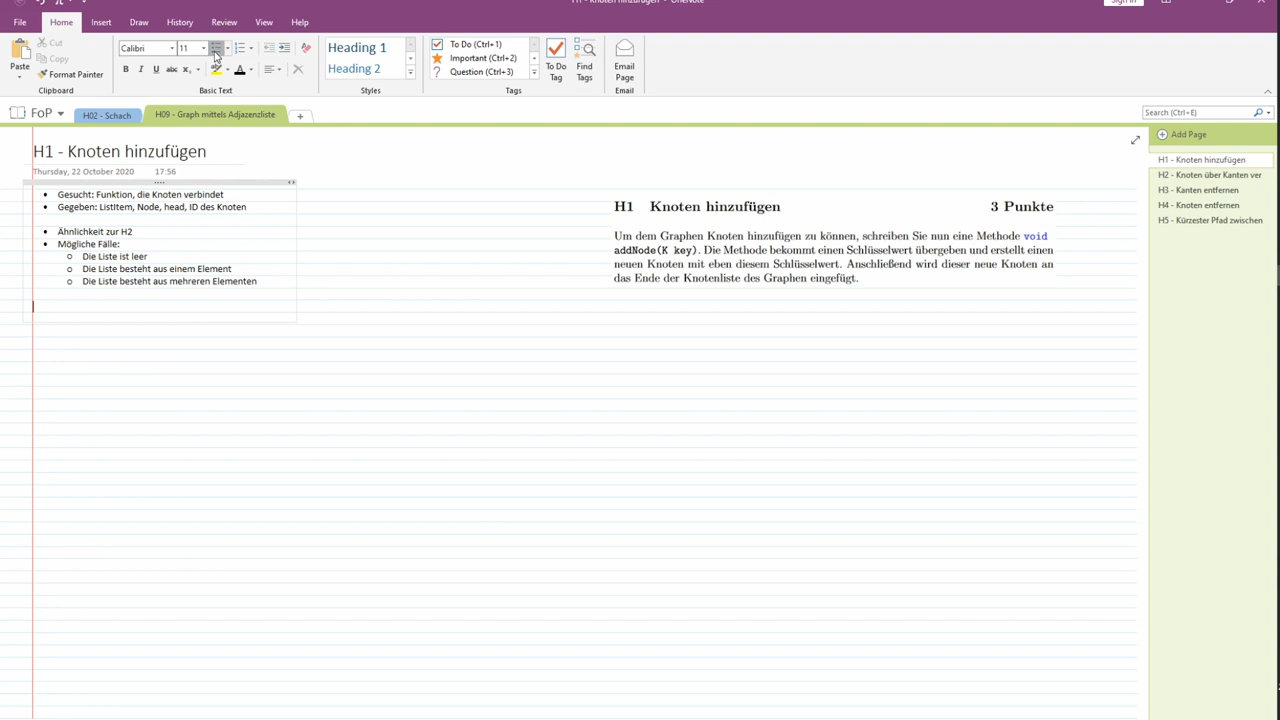 H1 - Knoten hinzufügen - OneNote
Sign in
File Home Insert Draw History Review View Help
Paste
Cut
Copy
Format Painter
Clipboard
Calibri 11
B I U abc x₂ A
Basic Text
Heading 1
Heading 2
Styles
To Do (Ctrl+1)
Important (Ctrl+2)
? Question (Ctrl+3)
To Do Tag
Find Tags
Tags
Email Page
Email
FoP
H02 - Schach
H09 - Graph mittels Adjazenzliste
Search (Ctrl+E)
H1 - Knoten hinzufügen
Thursday, 22 October 2020 17:56
• Gesucht: Funktion, die Knoten verbindet
• Gegeben: ListItem, Node, head, ID des Knoten
• Ähnlichkeit zur H2
• Mögliche Fälle:
o Die Liste ist leer
o Die Liste besteht aus einem Element
o Die Liste besteht aus mehreren Elementen
H1 Knoten hinzufügen 3 Punkte
Um dem Graphen Knoten hinzufügen zu können, schreiben Sie nun eine Methode void
addNode(K key). Die Methode bekommt einen Schlüsselwert übergeben und erstellt einen
neuen Knoten mit eben diesem Schlüsselwert. Anschließend wird dieser neue Knoten an
das Ende der Knotenliste des Graphen eingefügt.
Add Page
H1 - Knoten hinzufügen
H2 - Knoten über Kanten ver
H3 - Kanten entfernen
H4 - Knoten entfernen
H5 - Kürzester Pfad zwischen